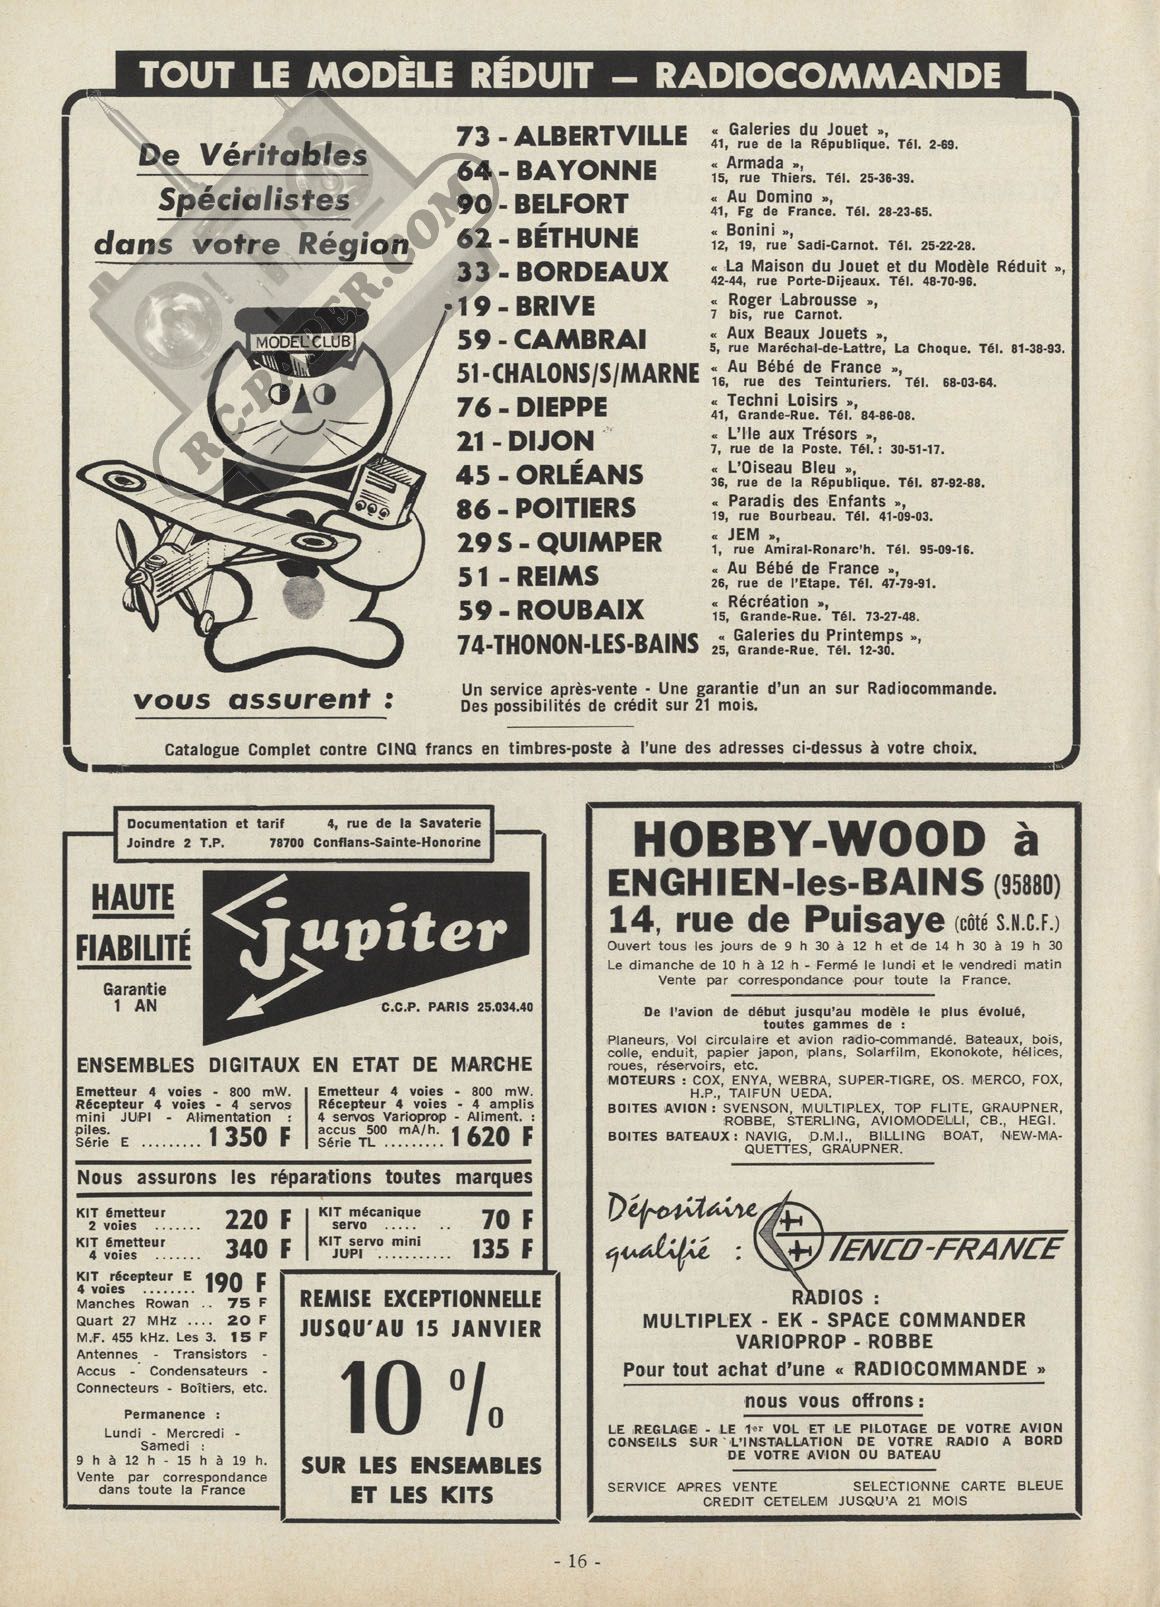 TOUT LE MODÈLE RÉDUIT — RADIOCOMMANDE
De Véritables
Spécialistes
dans votre Région
MODEL'CLUB
RC-PAPIER.COM
73 - ALBERTVILLE « Galeries du Jouet »,
41, rue de la République. Tél. 2-69.
64 - BAYONNE « Armada »,
15, rue Thiers. Tél. 25-36-39.
90 - BELFORT « Au Domino »,
41, Fg de France. Tél. 28-23-65.
62 - BÉTHUNE « Bonini »,
12, 19, rue Sadi-Carnot. Tél. 25-22-28.
33 - BORDEAUX « La Maison du Jouet et du Modèle Réduit »,
42-44, rue Porte-Dijeaux. Tél. 48-70-96.
19 - BRIVE « Roger Labrousse »,
7 bis, rue Carnot.
59 - CAMBRAI « Aux Beaux Jouets »,
5, rue Maréchal-de-Lattre, La Choque. Tél. 81-38-93.
51-CHALONS/S/MARNE « Au Bébé de France »,
16, rue des Teinturiers. Tél. 68-03-64.
76 - DIEPPE « Techni Loisirs »,
41, Grande-Rue. Tél. 84-86-08.
21 - DIJON « L'Ile aux Trésors »,
7, rue de la Poste. Tél. : 30-51-17.
45 - ORLÉANS « L'Oiseau Bleu »,
36, rue de la République. Tél. 87-92-88.
86 - POITIERS « Paradis des Enfants »,
19, rue Bourbeau. Tél. 41-09-03.
29 S - QUIMPER « JEM »,
1, rue Amiral-Ronarc'h. Tél. 95-09-16.
51 - REIMS « Au Bébé de France »,
26, rue de l'Etape. Tél. 47-79-91.
59 - ROUBAIX « Récréation »,
15, Grande-Rue. Tél. 73-27-48.
74-THONON-LES-BAINS « Galeries du Printemps »,
25, Grande-Rue. Tél. 12-30.
vous assurent :
Un service après-vente - Une garantie d'un an sur Radiocommande.
Des possibilités de crédit sur 21 mois.
Catalogue Complet contre CINQ francs en timbres-poste à l'une des adresses ci-dessus à votre choix.
Documentation et tarif 4, rue de la Savaterie
Joindre 2 T.P. 78700 Conflans-Sainte-Honorine
HAUTE
FIABILITÉ
Garantie
1 AN
jupiter
C.C.P. PARIS 25.034.40
ENSEMBLES DIGITAUX EN ETAT DE MARCHE
Emetteur 4 voies - 800 mW.
Récepteur 4 voies - 4 servos
mini JUPI - Alimentation :
piles.
Série E ......... 1 350 F
Emetteur 4 voies - 800 mW.
Récepteur 4 voies - 4 amplis
4 servos Varioprop - Aliment. :
accus 500 mA/h.
Série TL ......... 1 620 F
Nous assurons les réparations toutes marques
KIT émetteur
2 voies ....... 220 F
KIT émetteur
4 voies ....... 340 F
KIT mécanique
servo ..... .. 70 F
KIT servo mini
JUPI ........... 135 F
KIT récepteur E
4 voies ........ 190 F
Manches Rowan .. 75 F
Quart 27 MHz .... 20 F
M.F. 455 kHz. Les 3. 15 F
Antennes - Transistors -
Accus - Condensateurs -
Connecteurs - Boîtiers, etc.
Permanence :
Lundi - Mercredi -
Samedi :
9 h à 12 h - 15 h à 19 h.
Vente par correspondance
dans toute la France
REMISE EXCEPTIONNELLE
JUSQU'AU 15 JANVIER
10 %
SUR LES ENSEMBLES
ET LES KITS
HOBBY-WOOD à
ENGHIEN-les-BAINS (95880)
14, rue de Puisaye (côté S.N.C.F.)
Ouvert tous les jours de 9 h 30 à 12 h et de 14 h 30 à 19 h 30
Le dimanche de 10 h à 12 h - Fermé le lundi et le vendredi matin
Vente par correspondance pour toute la France.
De l'avion de début jusqu'au modèle le plus évolué,
toutes gammes de :
Planeurs, Vol circulaire et avion radio-commandé. Bateaux, bois,
colle, enduit, papier japon, plans, Solarfilm, Ekonokote, hélices,
roues, réservoirs, etc.
MOTEURS : COX, ENYA, WEBRA, SUPER-TIGRE, OS. MERCO, FOX,
H.P., TAIFUN UEDA.
BOITES AVION : SVENSON, MULTIPLEX, TOP FLITE, GRAUPNER,
ROBBE, STERLING, AVIOMODELLI, CB., HEGI.
BOITES BATEAUX : NAVIG, D.M.I., BILLING BOAT, NEW-MA-
QUETTES, GRAUPNER.
Dépositaire
qualifié :
TENCO-FRANCE
RADIOS :
MULTIPLEX - EK - SPACE COMMANDER
VARIOPROP - ROBBE
Pour tout achat d'une « RADIOCOMMANDE »
nous vous offrons :
LE REGLAGE - LE 1er VOL ET LE PILOTAGE DE VOTRE AVION
CONSEILS SUR L'INSTALLATION DE VOTRE RADIO A BORD
DE VOTRE AVION OU BATEAU
SERVICE APRES VENTE SELECTIONNE CARTE BLEUE
CREDIT CETELEM JUSQU'A 21 MOIS
- 16 -